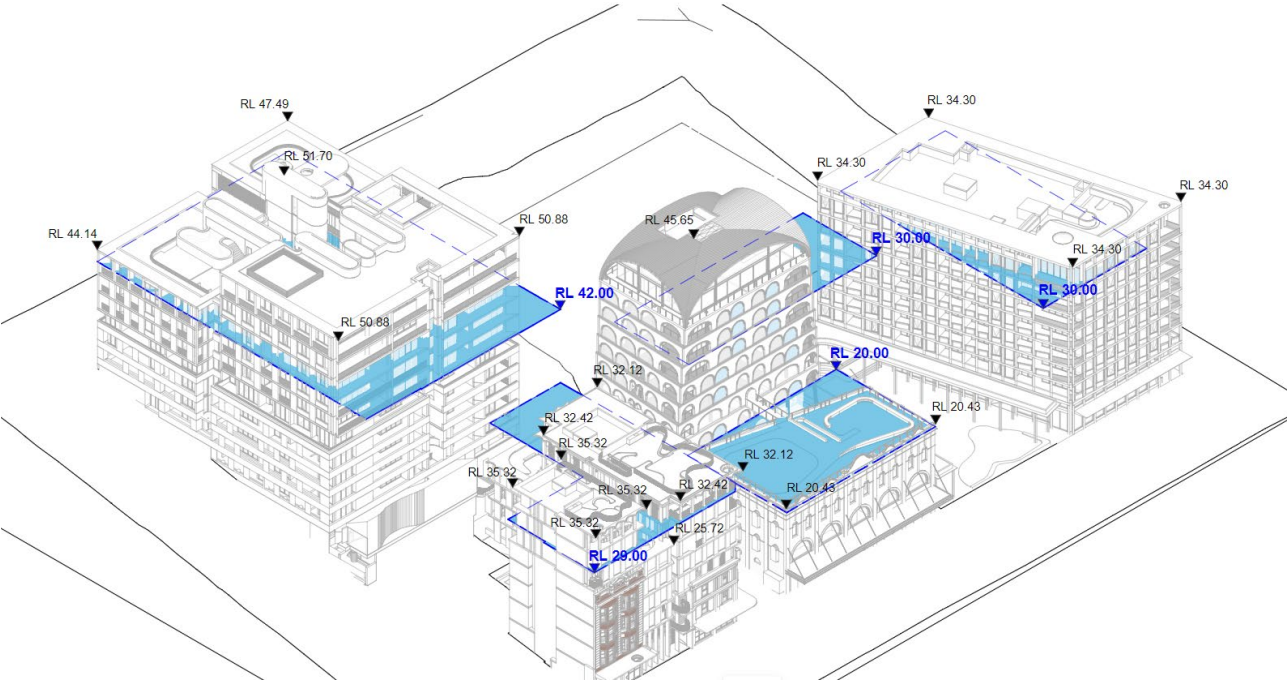 RL 47.49
RL 34.30
RL 51.70
RL 34.30
RL 34.30
RL 50.88
RL 45.65
RL 44.14
RL 30.00
RL 34.30
RL 42.00
RL 30.00
RL 50.88
RL 20.00
RL 32.12
RL 20.43
RL 32.42
RL 35.32
RL 32.12
RL 35.32
RL 35.32
RL 32.42
RL 20.43
RL 35.32
RL 25.72
RL 29.00